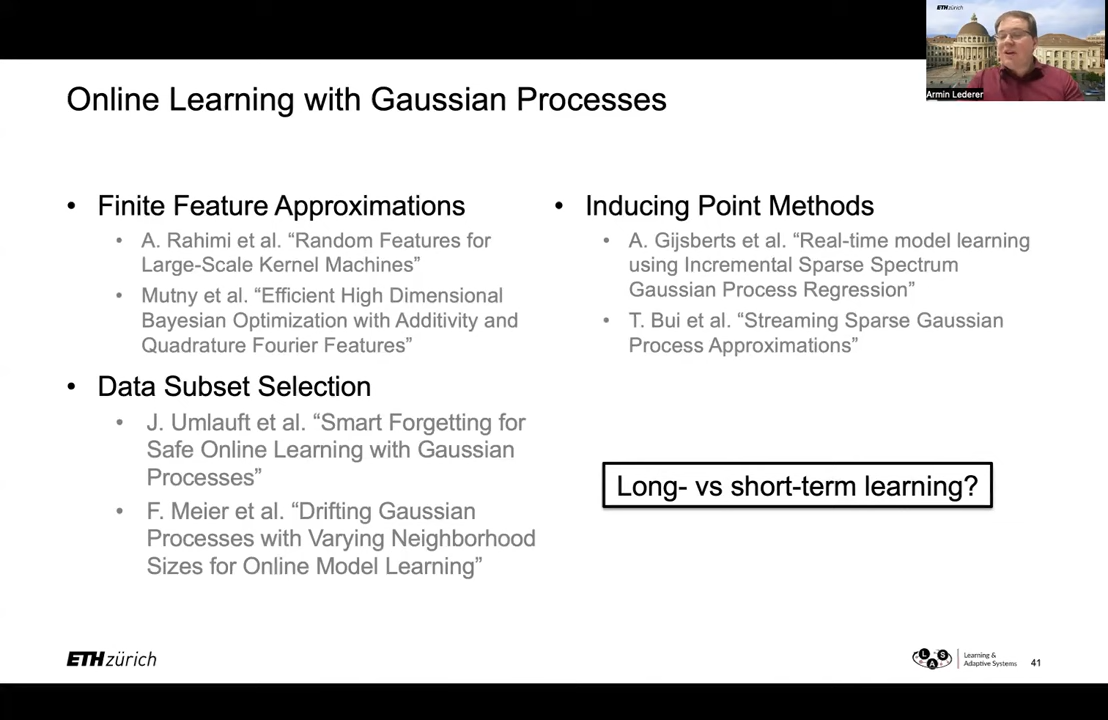 ETHzürich
Armin Lederer
Online Learning with Gaussian Processes
• Finite Feature Approximations
• A. Rahimi et al. “Random Features for
Large-Scale Kernel Machines”
• Mutny et al. “Efficient High Dimensional
Bayesian Optimization with Additivity and
Quadrature Fourier Features”
• Data Subset Selection
• J. Umlauft et al. “Smart Forgetting for
Safe Online Learning with Gaussian
Processes”
• F. Meier et al. “Drifting Gaussian
Processes with Varying Neighborhood
Sizes for Online Model Learning”
• Inducing Point Methods
• A. Gijsberts et al. “Real-time model learning
using Incremental Sparse Spectrum
Gaussian Process Regression”
• T. Bui et al. “Streaming Sparse Gaussian
Process Approximations”
Long- vs short-term learning?
ETHzürich
L A S
Learning &
Adaptive Systems
41